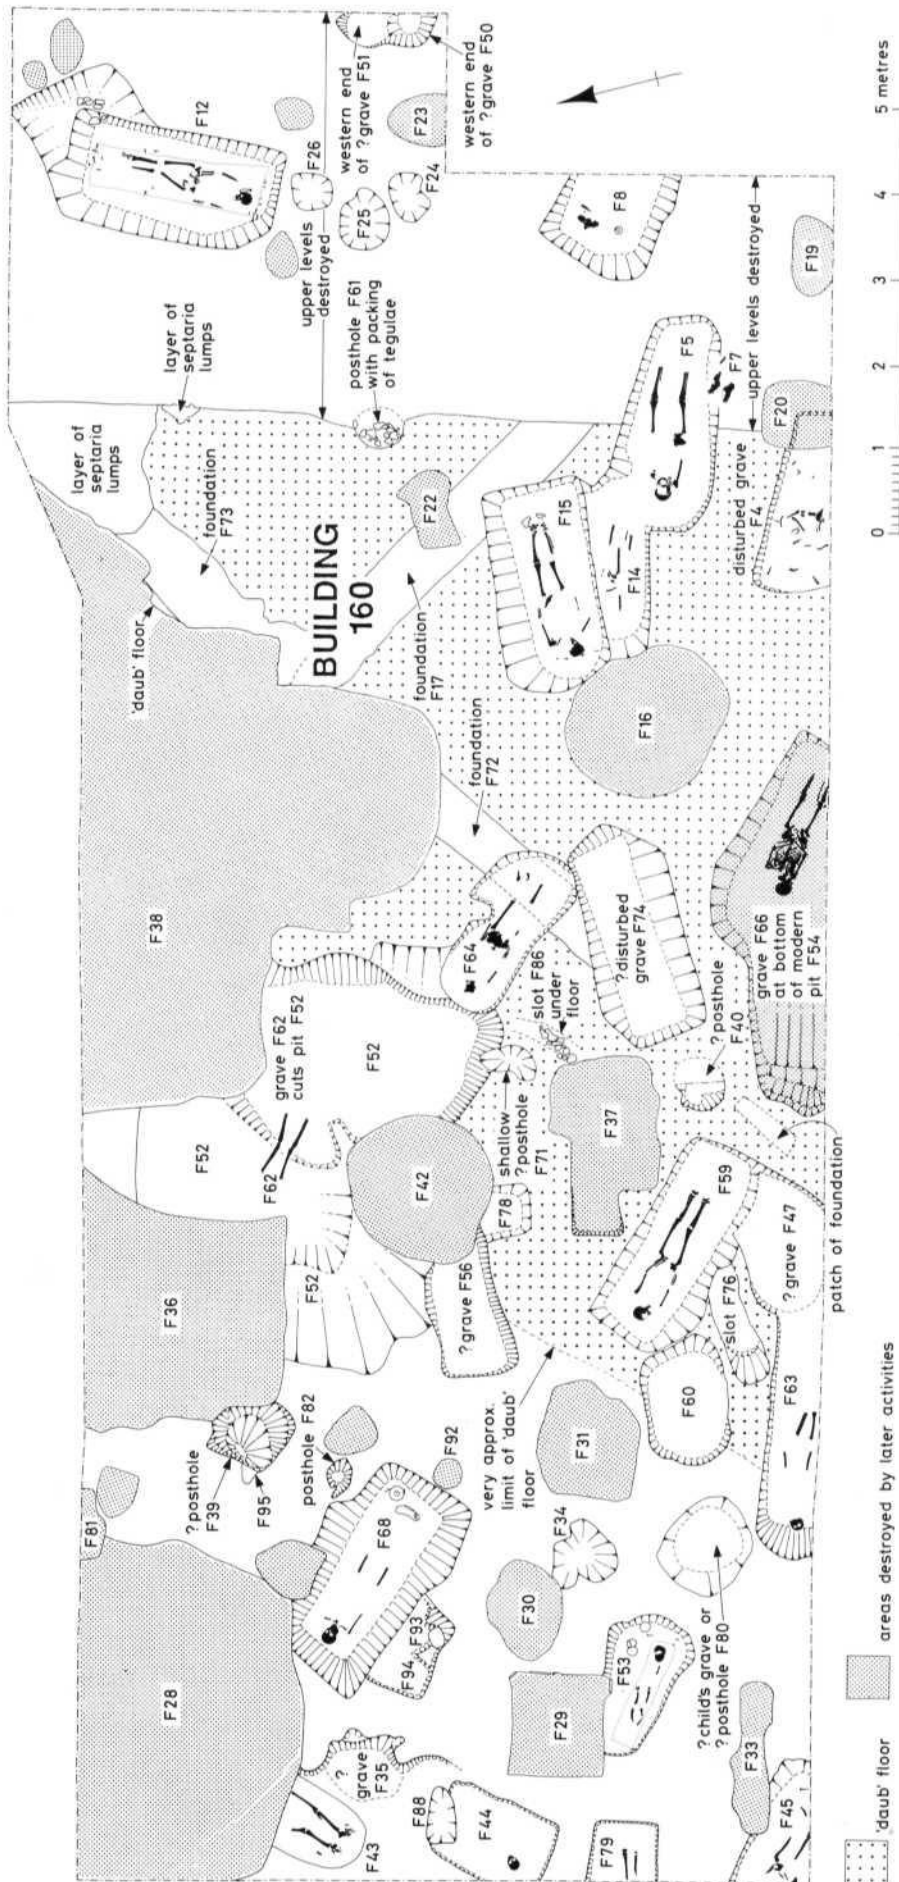 F28
F81
F36
F38
layer of
septaria
lumps
layer of
septaria
lumps
'daub' floor
foundation
F73
F12
F26
upper levels
destroyed
western end
of ?grave F51
western end
of ?grave F50
F23
F24
F25
posthole F61
with packing
of tegulae
BUILDING
160
F22
foundation
F17
foundation
F72
F52
grave F62
cuts pit F52
F52
F62
F52
F42
?posthole
F39
F95
posthole F82
F92
F68
F93
F94
?
grave
F35
F43
F88
F44
F79
F45
F33
F29
F53
F30
F34
F31
very approx.
limit of 'daub'
floor
?grave F56
F78
shallow
?posthole
F71
slot F86
under
floor
F64
?disturbed
grave F74
F37
?posthole
F40
F16
F15
F14
F5
F7
F8
F19
F20
upper levels destroyed
disturbed grave
F4
grave F66
at bottom
of modern
pit F54
patch of foundation
F59
?grave F47
slot F76
F60
F63
?child's grave or
?posthole F80
'daub' floor
areas destroyed by later activities
0 1 2 3 4 5 metres